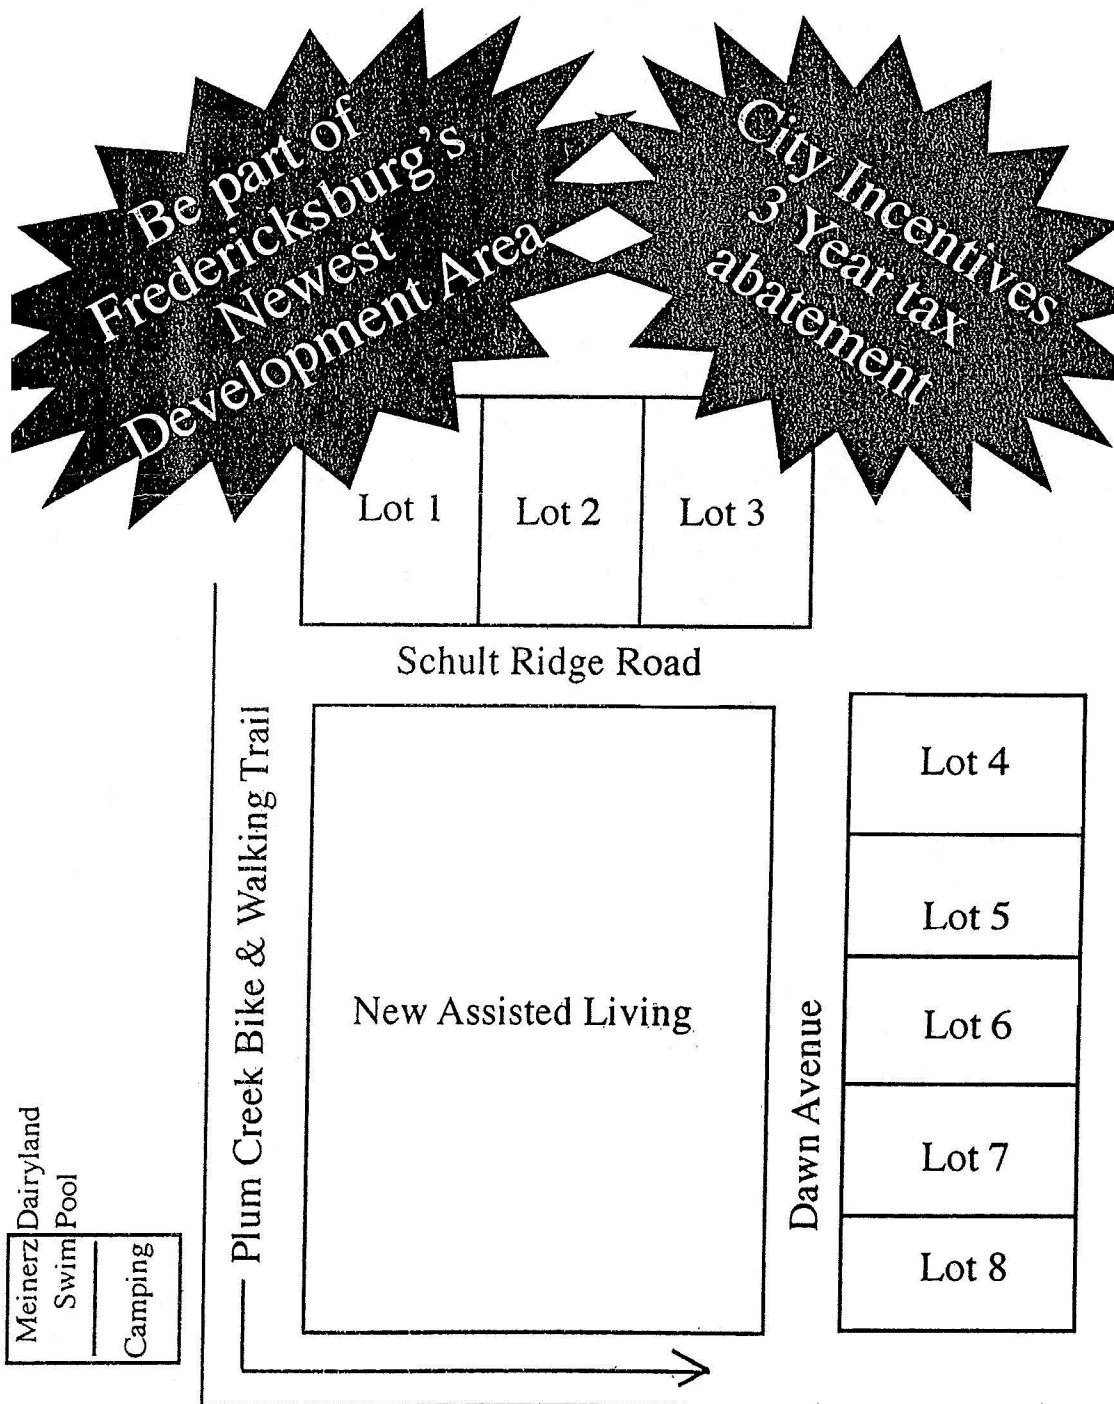 Be part of
Fredericksburg's
Newest
Development Area
City Incentives
3 Year tax
abatement
Lot 1
Lot 2
Lot 3
Schult Ridge Road
Plum Creek Bike & Walking Trail
New Assisted Living
Dawn Avenue
Lot 4
Lot 5
Lot 6
Lot 7
Lot 8
Meinerz Dairyland
Swim Pool
Camping